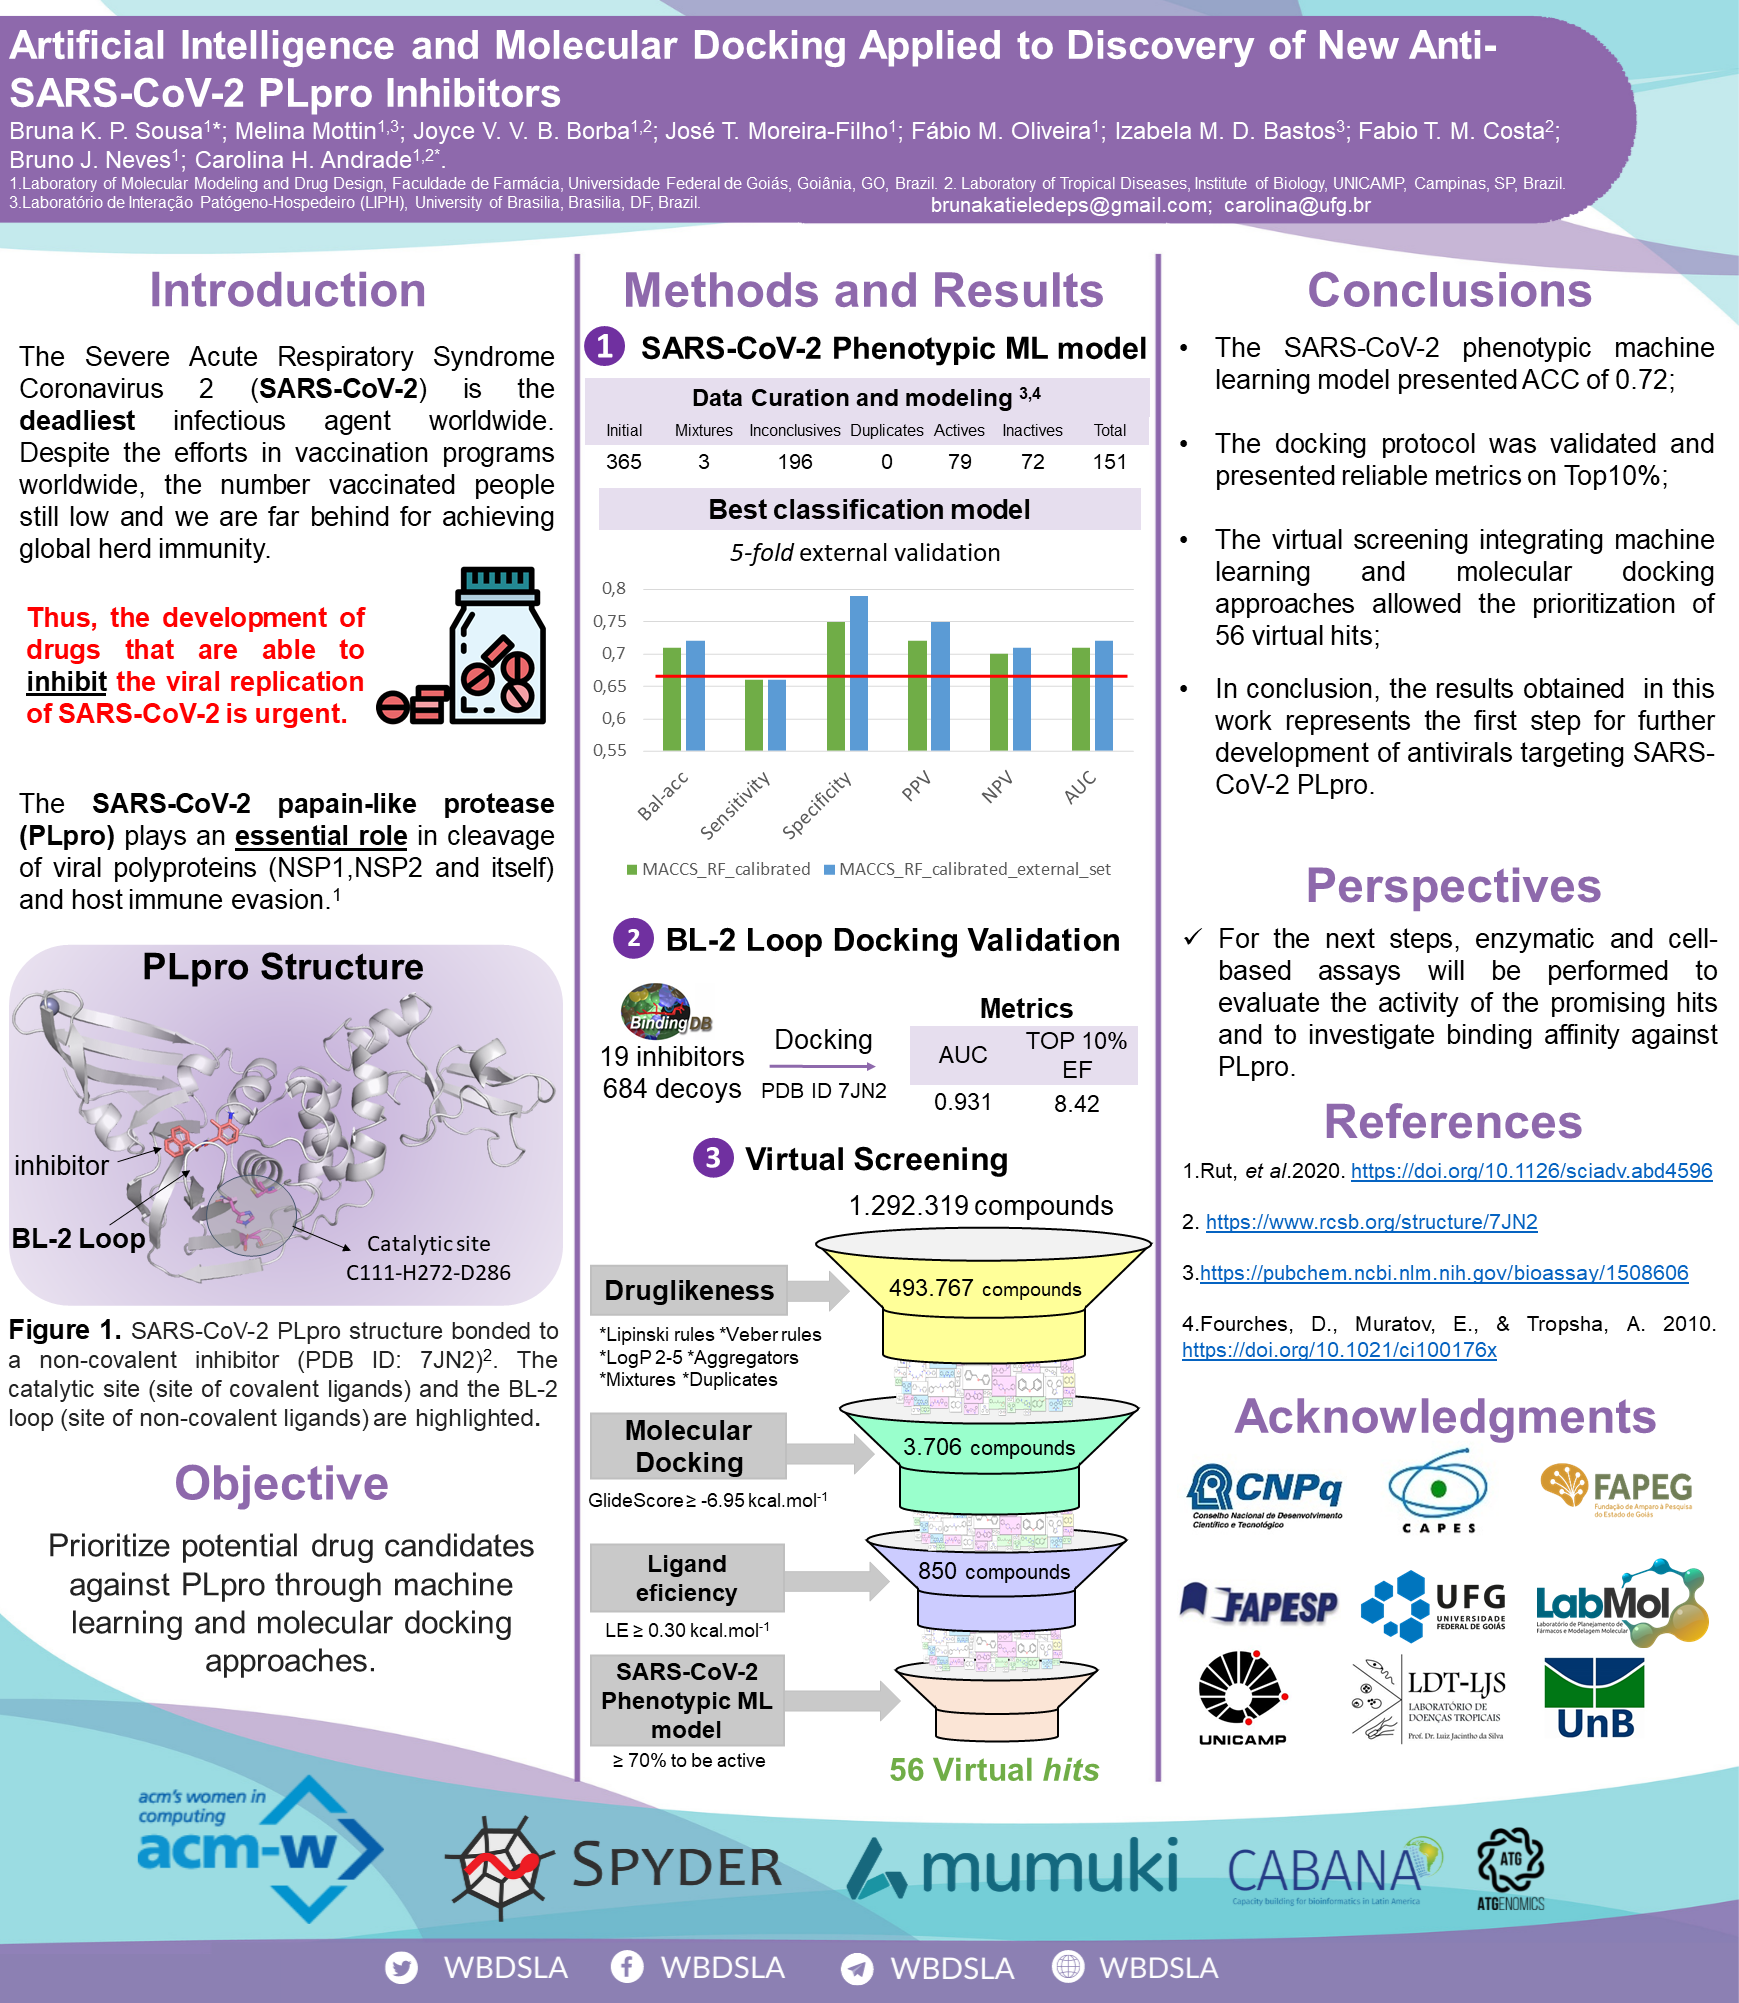 Artificial Intelligence and Molecular Docking Applied to Discovery of New Anti-
SARS-CoV-2 PLpro Inhibitors
Bruna K. P. Sousa1*; Melina Mottin1,3; Joyce V. V. B. Borba1,2; José T. Moreira-Filho1; Fábio M. Oliveira1; Izabela M. D. Bastos3; Fabio T. M. Costa2;
Bruno J. Neves1; Carolina H. Andrade1,2*.
1.Laboratory of Molecular Modeling and Drug Design, Faculdade de Farmácia, Universidade Federal de Goiás, Goiânia, GO, Brazil. 2. Laboratory of Tropical Diseases, Institute of Biology, UNICAMP, Campinas, SP, Brazil.
3.Laboratório de Interação Patógeno-Hospedeiro (LIPH), University of Brasilia, Brasilia, DF, Brazil.
brunakatieledeps@gmail.com; carolina@ufg.br
Introduction
The Severe Acute Respiratory Syndrome
Coronavirus 2 (SARS-CoV-2) is the
deadliest infectious agent worldwide.
Despite the efforts in vaccination programs
worldwide, the number vaccinated people
still low and we are far behind for achieving
global herd immunity.
Thus, the development of
drugs that are able to
inhibit the viral replication
of SARS-CoV-2 is urgent.
The SARS-CoV-2 papain-like protease
(PLpro) plays an essential role in cleavage
of viral polyproteins (NSP1,NSP2 and itself)
and host immune evasion.1
PLpro Structure
inhibitor
BL-2 Loop
Catalytic site
C111-H272-D286
Figure 1. SARS-CoV-2 PLpro structure bonded to
a non-covalent inhibitor (PDB ID: 7JN2)2. The
catalytic site (site of covalent ligands) and the BL-2
loop (site of non-covalent ligands) are highlighted.
Objective
Prioritize potential drug candidates
against PLpro through machine
learning and molecular docking
approaches.
Methods and Results
1 SARS-CoV-2 Phenotypic ML model
Data Curation and modeling 3,4
Initial Mixtures Inconclusives Duplicates Actives Inactives Total
365 3 196 0 79 72 151
Best classification model
5-fold external validation
0,8
0,75
0,7
0,65
0,6
0,55
Bal-acc Sensitivity Specificity PPV NPV AUC
MACCS_RF_calibrated MACCS_RF_calibrated_external_set
2 BL-2 Loop Docking Validation
BindingDB
19 inhibitors
684 decoys
Docking
PDB ID 7JN2
Metrics
AUC TOP 10% EF
0.931 8.42
3 Virtual Screening
1.292.319 compounds
Druglikeness
493.767 compounds
*Lipinski rules *Veber rules
*LogP 2-5 *Aggregators
*Mixtures *Duplicates
Molecular
Docking
3.706 compounds
GlideScore ≥ -6.95 kcal.mol-1
Ligand
eficiency
850 compounds
LE ≥ 0.30 kcal.mol-1
SARS-CoV-2
Phenotypic ML
model
≥ 70% to be active
56 Virtual hits
Conclusions
• The SARS-CoV-2 phenotypic machine
learning model presented ACC of 0.72;
• The docking protocol was validated and
presented reliable metrics on Top10%;
• The virtual screening integrating machine
learning and molecular docking
approaches allowed the prioritization of
56 virtual hits;
• In conclusion, the results obtained in this
work represents the first step for further
development of antivirals targeting SARS-
CoV-2 PLpro.
Perspectives
✓ For the next steps, enzymatic and cell-
based assays will be performed to
evaluate the activity of the promising hits
and to investigate binding affinity against
PLpro.
References
1.Rut, et al.2020. https://doi.org/10.1126/sciadv.abd4596
2. https://www.rcsb.org/structure/7JN2
3.https://pubchem.ncbi.nlm.nih.gov/bioassay/1508606
4.Fourches, D., Muratov, E., & Tropsha, A. 2010.
https://doi.org/10.1021/ci100176x
Acknowledgments
CNPq
Conselho Nacional de Desenvolvimento
Científico e Tecnológico
CAPES
FAPEG
Fundação de Amparo à Pesquisa
do Estado de Goiás
FAPESP
UFG
UNIVERSIDADE
FEDERAL DE GOIÁS
LabMol
Laboratório de Planejamento de
Fármacos e Modelagem Molecular
UNICAMP
LDT-LJS
LABORATÓRIO DE
DOENÇAS TROPICAIS
Prof. Dr. Luiz Jacintho da Silva
UnB
acm's women in
computing
acm-w
SPYDER
mumuki
CABANA
Capacity building for bioinformatics in Latin America
ATG
ATGENOMICS
WBDSLA WBDSLA WBDSLA WBDSLA